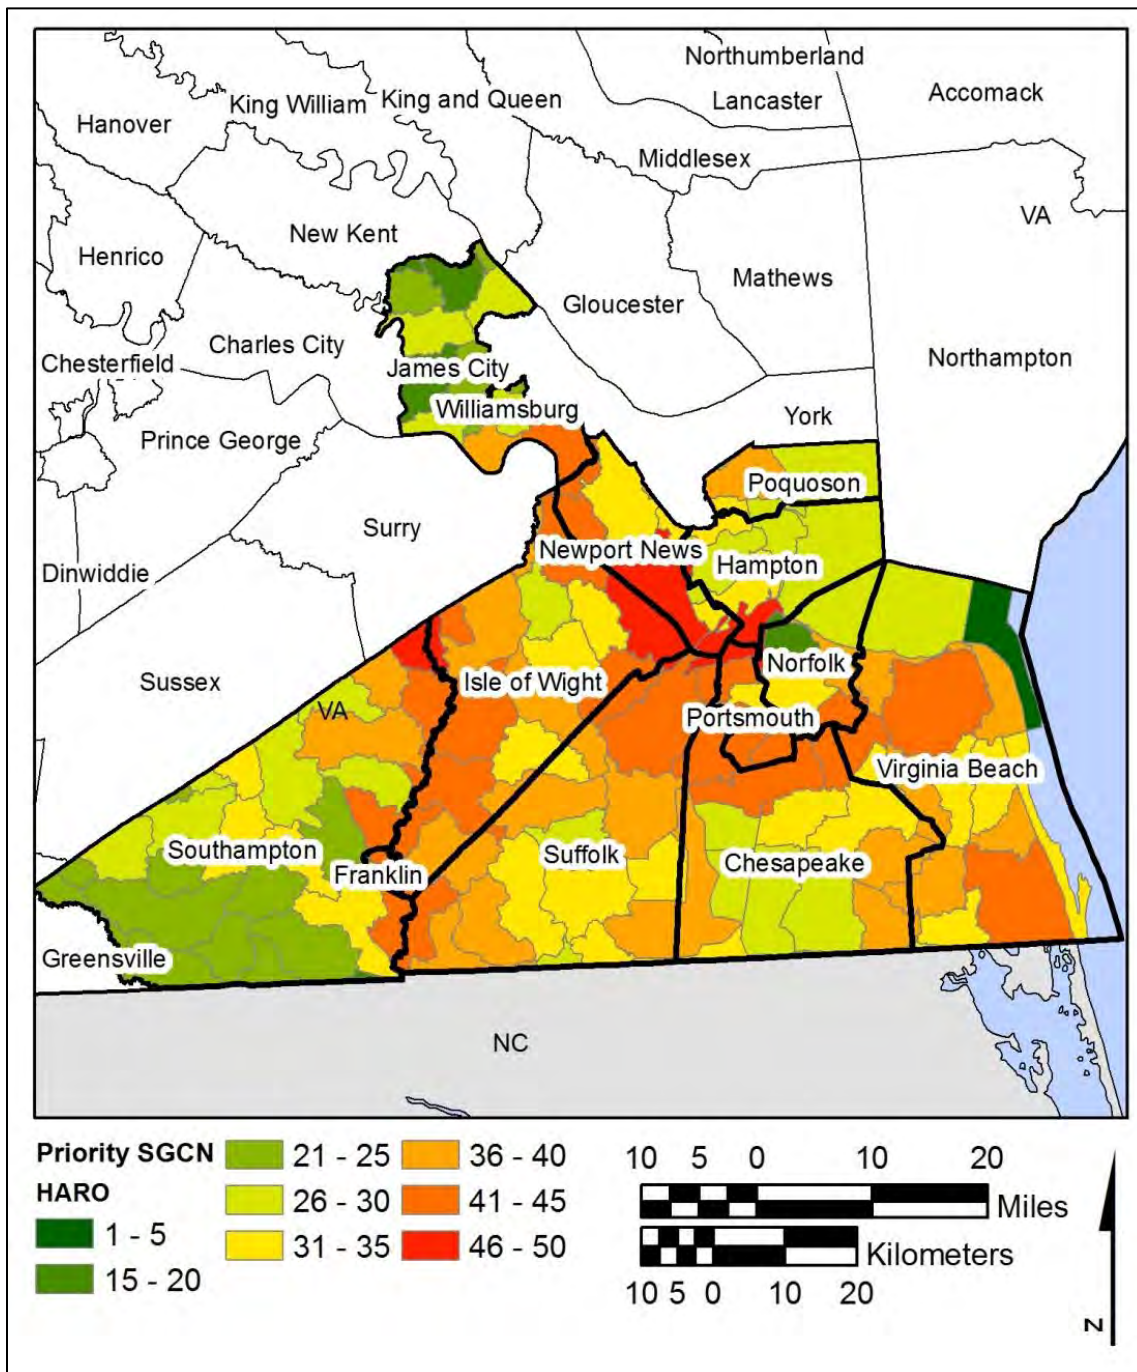 Northumberland
King William
King and Queen
Lancaster
Accomack
Hanover
Middlesex
VA
New Kent
Henrico
Mathews
Gloucester
Charles City
Northampton
Chesterfield
James City
Williamsburg
York
Prince George
Poquoson
Surry
Newport News
Hampton
Dinwiddie
Norfolk
Sussex
Isle of Wight
VA
Portsmouth
Virginia Beach
Southampton
Suffolk
Chesapeake
Franklin
Greensville
NC
Priority SGCN
HARO
1 - 5
15 - 20
21 - 25
26 - 30
31 - 35
36 - 40
41 - 45
46 - 50
10 5 0 10 20
Miles
Kilometers
10 5 0 10 20
N